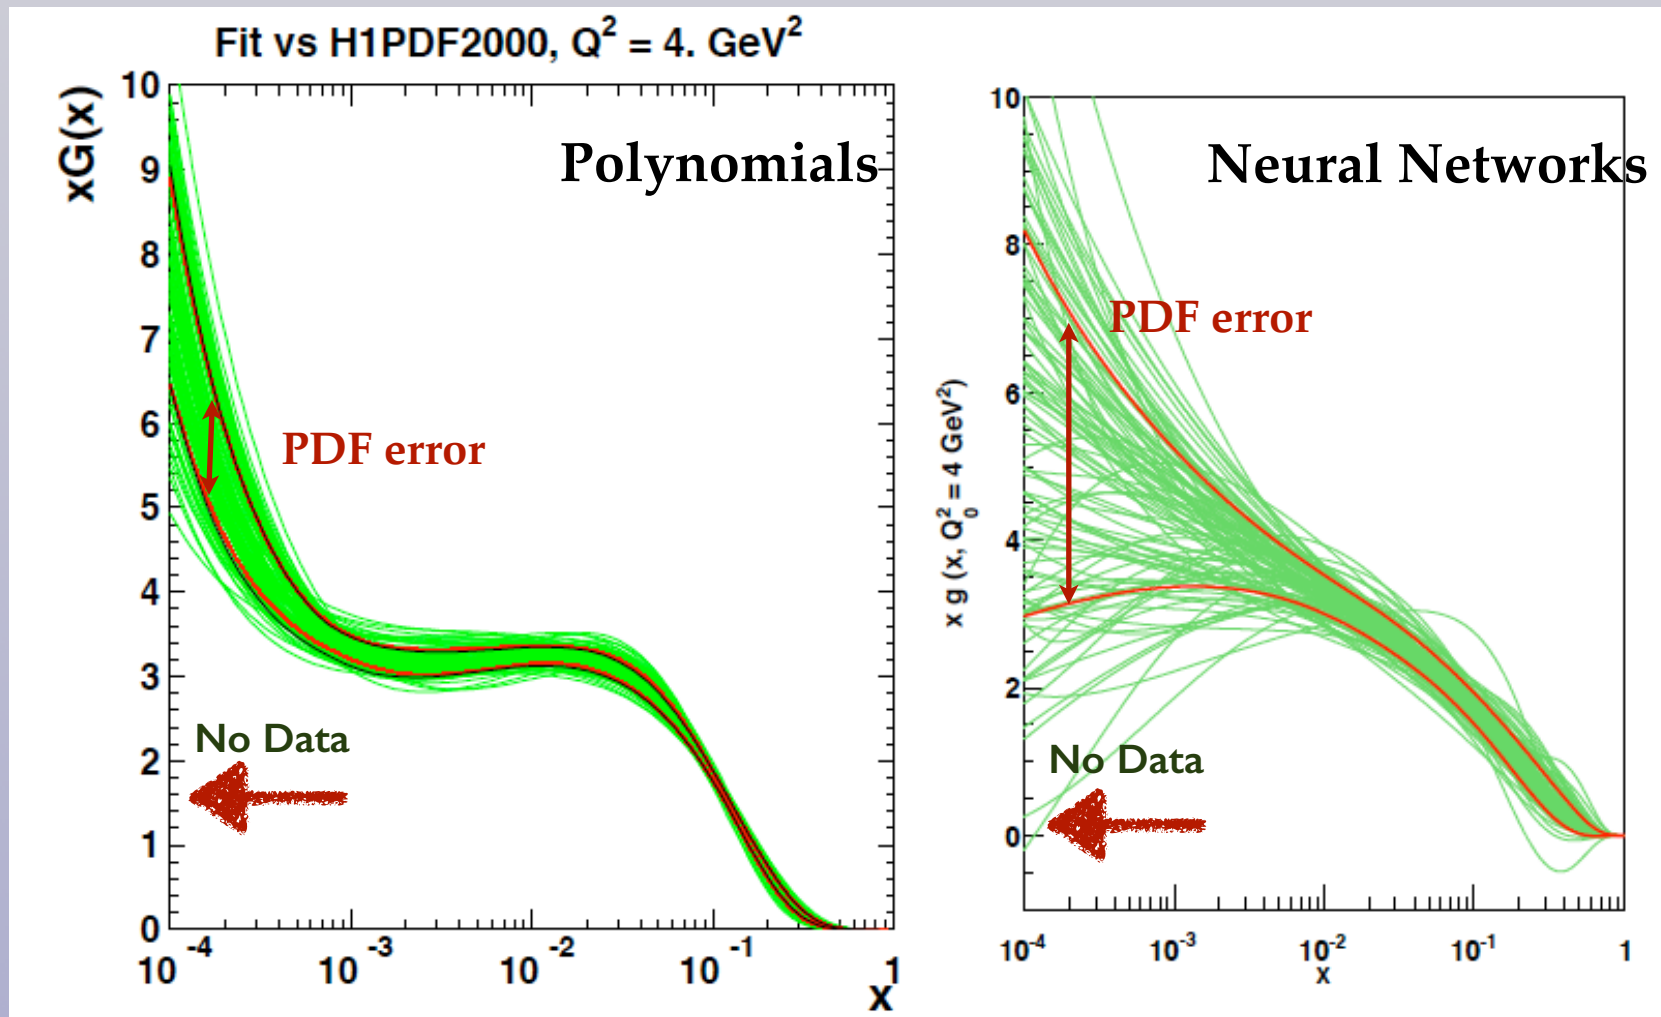 Fit vs H1PDF2000, Q² = 4. GeV²
xG(x)
10
9
8
7
6
5
4
3
2
1
0
Polynomials
PDF error
No Data
10⁻⁴ 10⁻³ 10⁻² 10⁻¹ 1
x
x g (x, Q₀² = 4 GeV²)
10
8
6
4
2
0
Neural Networks
PDF error
No Data
10⁻⁴ 10⁻³ 10⁻² 10⁻¹ 1
x